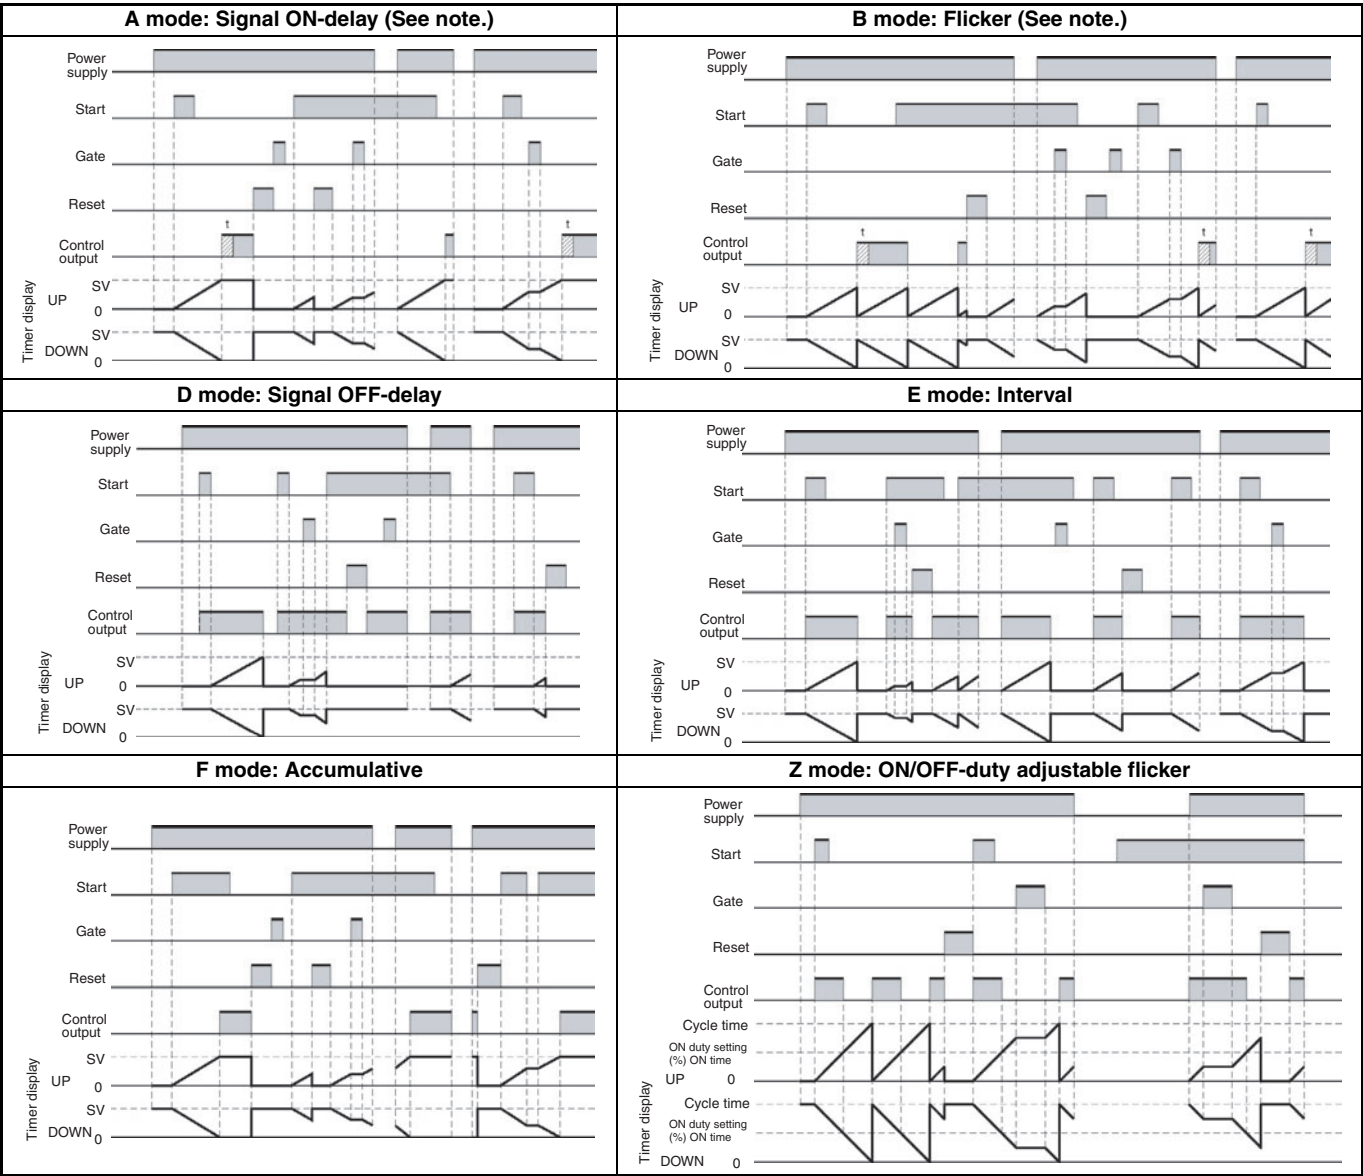 A mode: Signal ON-delay (See note.)
Power
supply
Start
Gate
Reset
t
t
Control
output
Timer display
SV
UP
0
SV
DOWN
0
B mode: Flicker (See note.)
Power
supply
Start
Gate
Reset
t
t
t
Control
output
Timer display
SV
UP
0
SV
DOWN
0
D mode: Signal OFF-delay
Power
supply
Start
Gate
Reset
Control
output
Timer display
SV
UP
0
SV
DOWN
0
E mode: Interval
Power
supply
Start
Gate
Reset
Control
output
Timer display
SV
UP
0
SV
DOWN
0
F mode: Accumulative
Power
supply
Start
Gate
Reset
Control
output
Timer display
SV
UP
0
SV
DOWN
0
Z mode: ON/OFF-duty adjustable flicker
Power
supply
Start
Gate
Reset
Control
output
Timer display
Cycle time
ON duty setting
(%) ON time
UP
0
Cycle time
ON duty setting
(%) ON time
DOWN
0